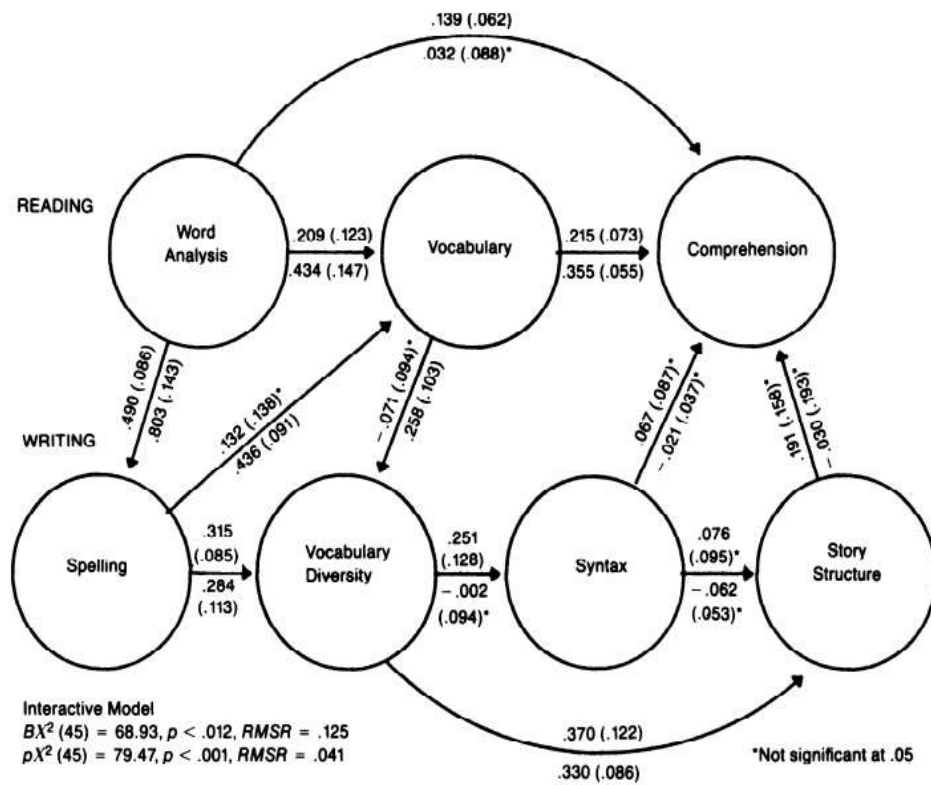 .139 (.062)
.032 (.088)*
READING
Word
Analysis
.209 (.123)
.434 (.147)
Vocabulary
.215 (.073)
.355 (.055)
Comprehension
.490 (.086)
.803 (.143)
.132 (.138)*
.436 (.091)
– .071 (.094)*
.258 (.103)
.067 (.087)*
– .021 (.037)*
– .030 (.193)*
.191 (.158)*
WRITING
Spelling
.315
(.085)
.284
(.113)
Vocabulary
Diversity
.251
(.128)
– .002
(.094)*
Syntax
.076
(.095)*
– .062
(.053)*
Story
Structure
Interactive Model
BX² (45) = 68.93, p < .012, RMSR = .125
pX² (45) = 79.47, p < .001, RMSR = .041
.370 (.122)
.330 (.086)
*Not significant at .05